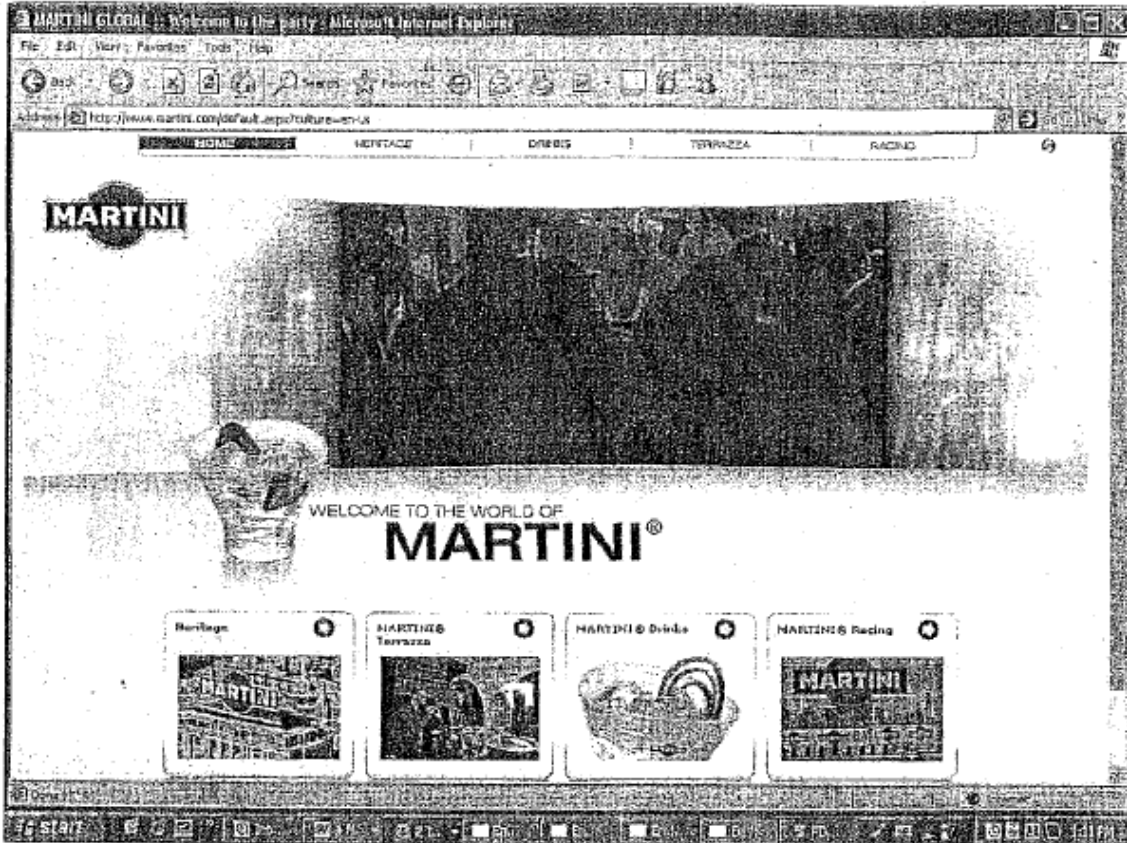 MARTINI GLOBAL :: Welcome to the party - Microsoft Internet Explorer
File Edit View Favorites Tools Help
Back Search Favorites
Address http://www.martini.com/default.aspx?culture=en-us
HOME HERITAGE DRINKS TERRAZZA RACING
MARTINI
WELCOME TO THE WORLD OF
MARTINI®
Heritage
MARTINI®
Terrazza
MARTINI® Drinks
MARTINI® Racing
MARTINI
MARTINI
start